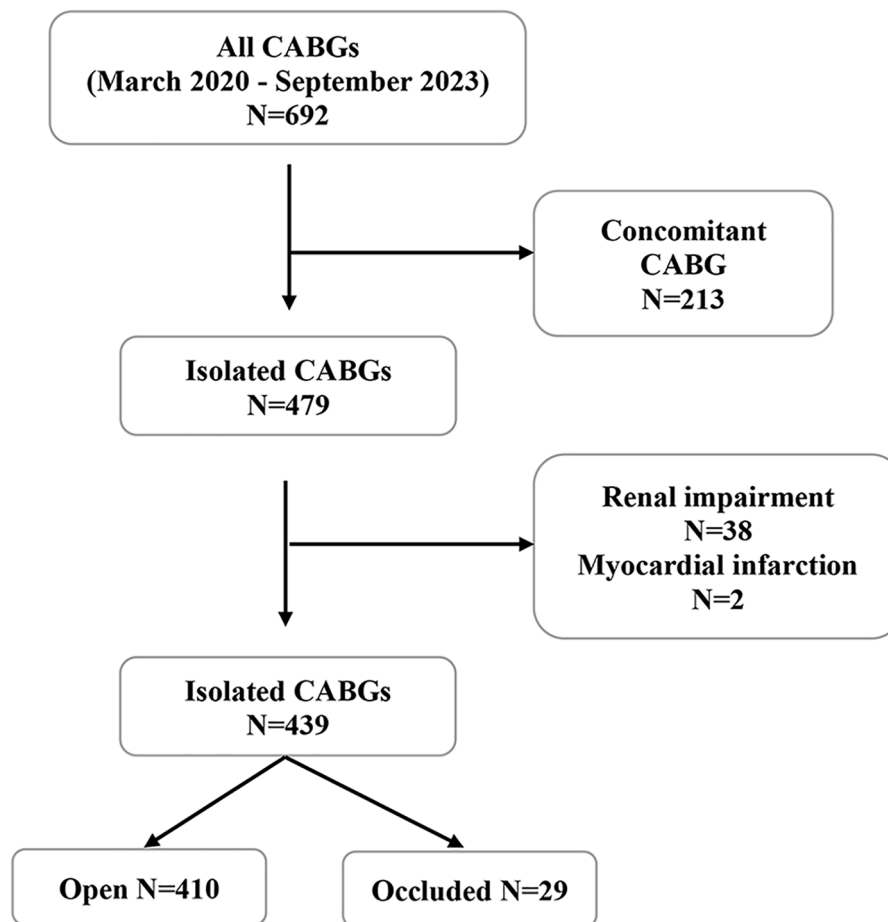 All CABGs
(March 2020 - September 2023)
N=692
Concomitant
CABG
N=213
Isolated CABGs
N=479
Renal impairment
N=38
Myocardial infarction
N=2
Isolated CABGs
N=439
Open N=410
Occluded N=29